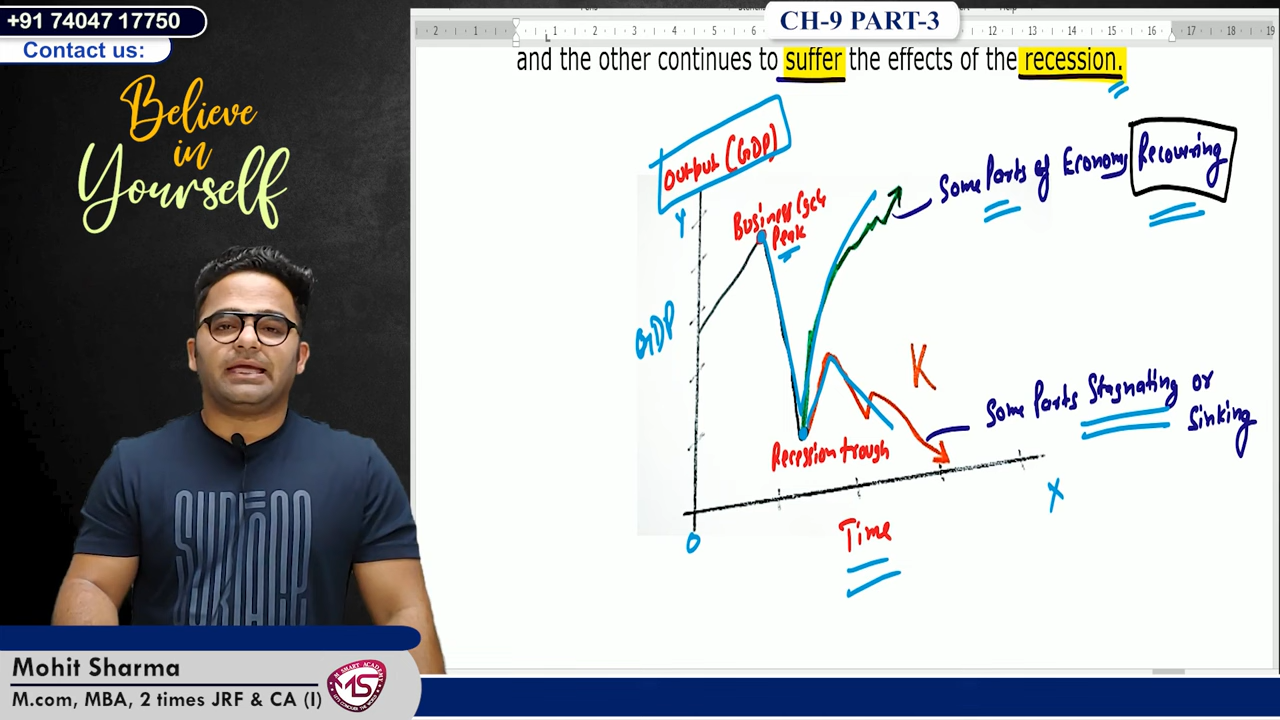 +91 74047 17750
Contact us:
CH-9 PART-3
and the other continues to suffer the effects of the recession.
Believe
in
Yourself
Output (GDP)
Y
Business Cycle
Peak
Some Parts of Economy Recovering
GDP
K
Some Parts Stagnating or
Sinking
Recession trough
X
Time
0
Mohit Sharma
M.com, MBA, 2 times JRF & CA (I)
MS